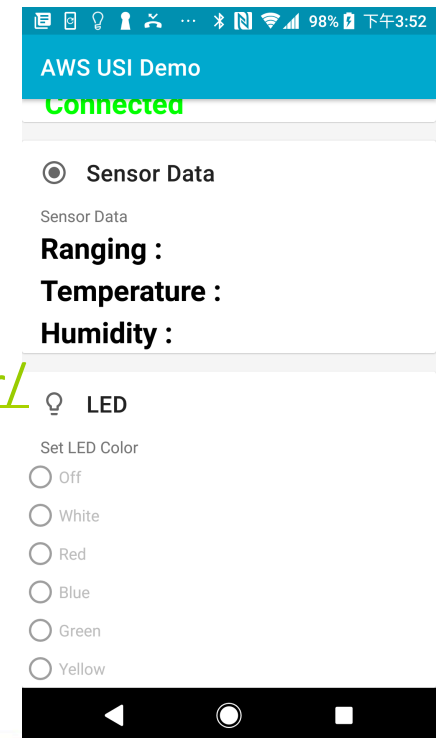 98% 下午3:52
AWS USI Demo
Connected
Sensor Data
Sensor Data
Ranging :
Temperature :
Humidity :
LED
Set LED Color
Off
White
Red
Blue
Green
Yellow